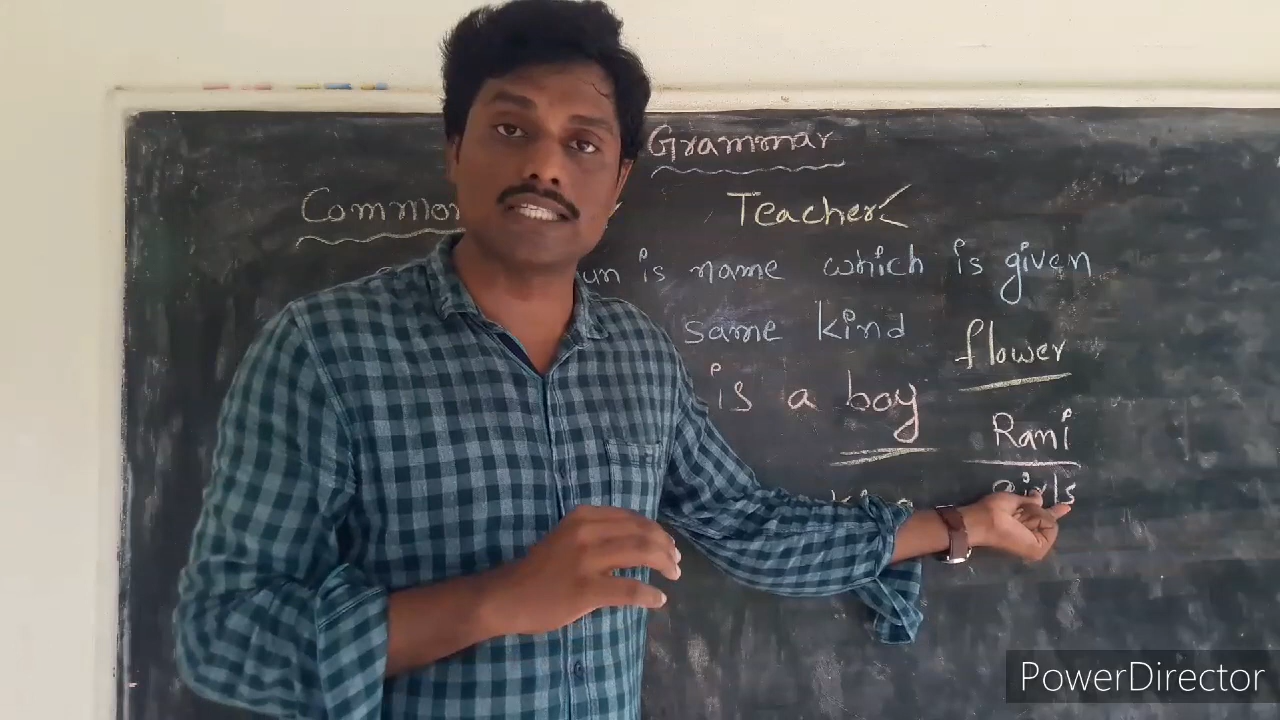 Grammar
Common Teacher
un is name which is given
same kind flower
is a boy
Rani
girls
PowerDirector